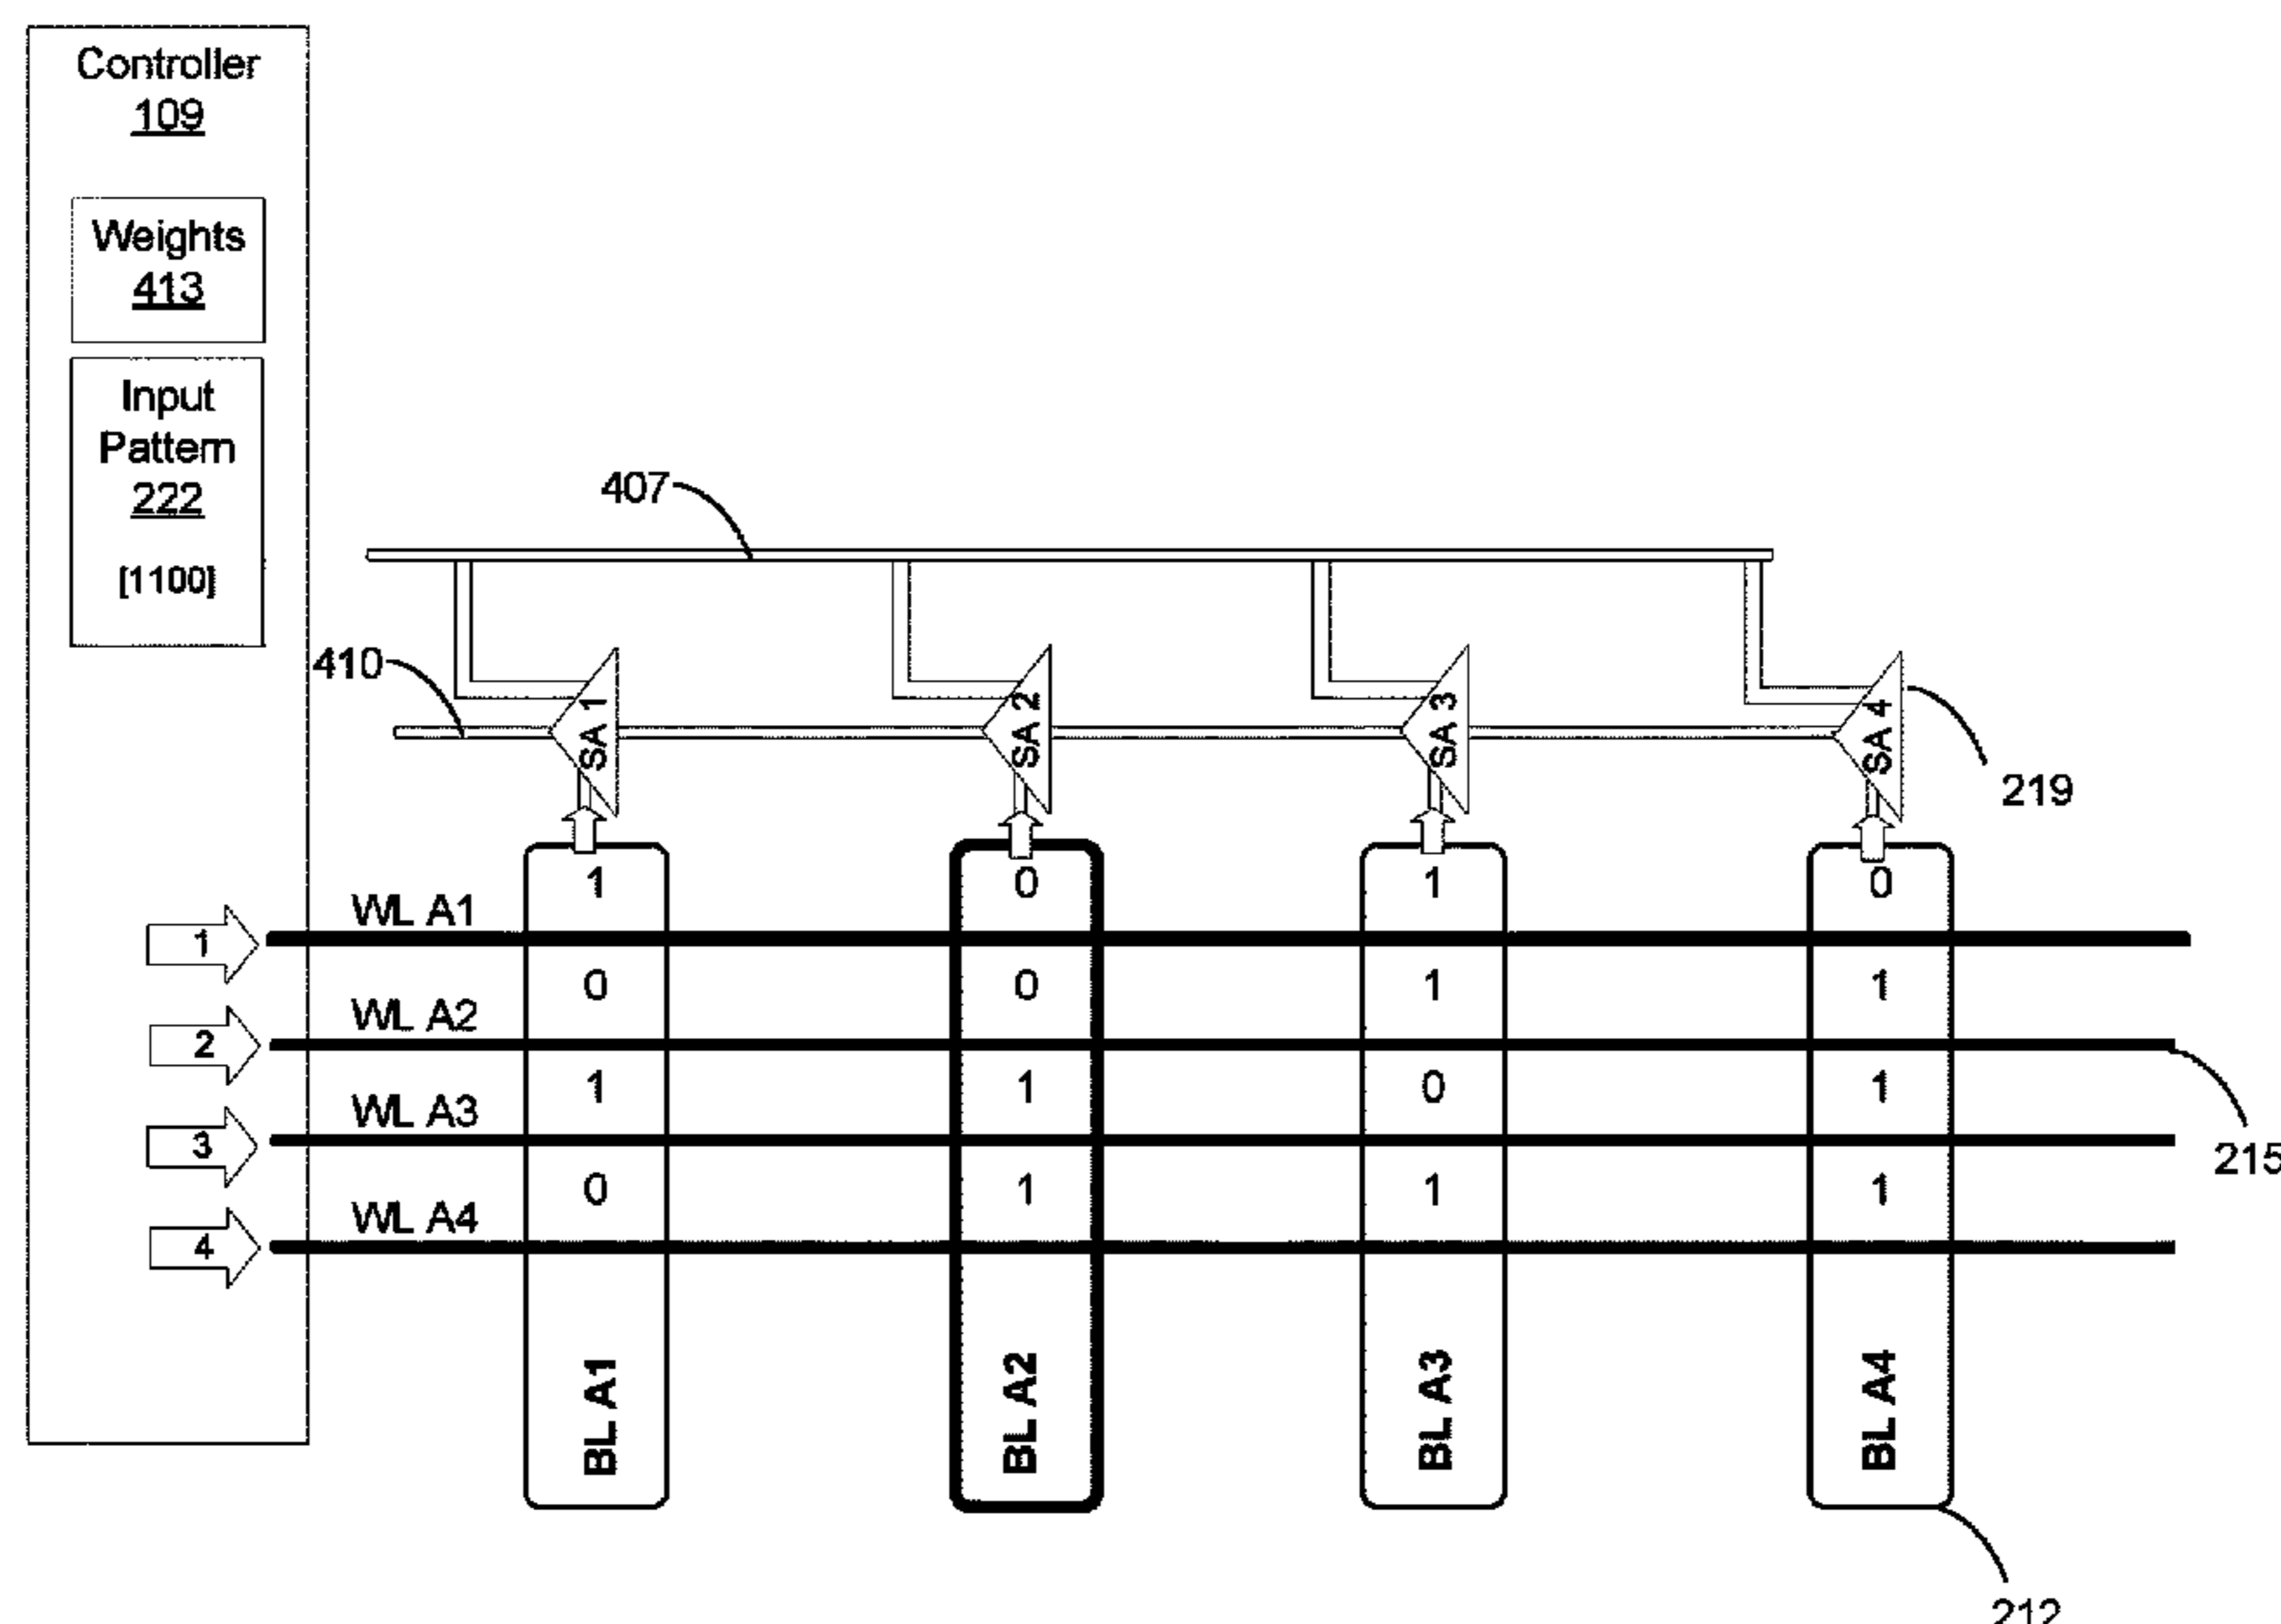 Controller
109
Weights
413
Input
Pattern
222
[1100]
407
410
SA 1
SA 2
SA 3
SA 4
219
1 0 1 0
1 WL A1
0 0 1 1
2 WL A2
1 1 0 1
3 WL A3
0 1 1 1
4 WL A4
215
BL A1
BL A2
BL A3
BL A4
212